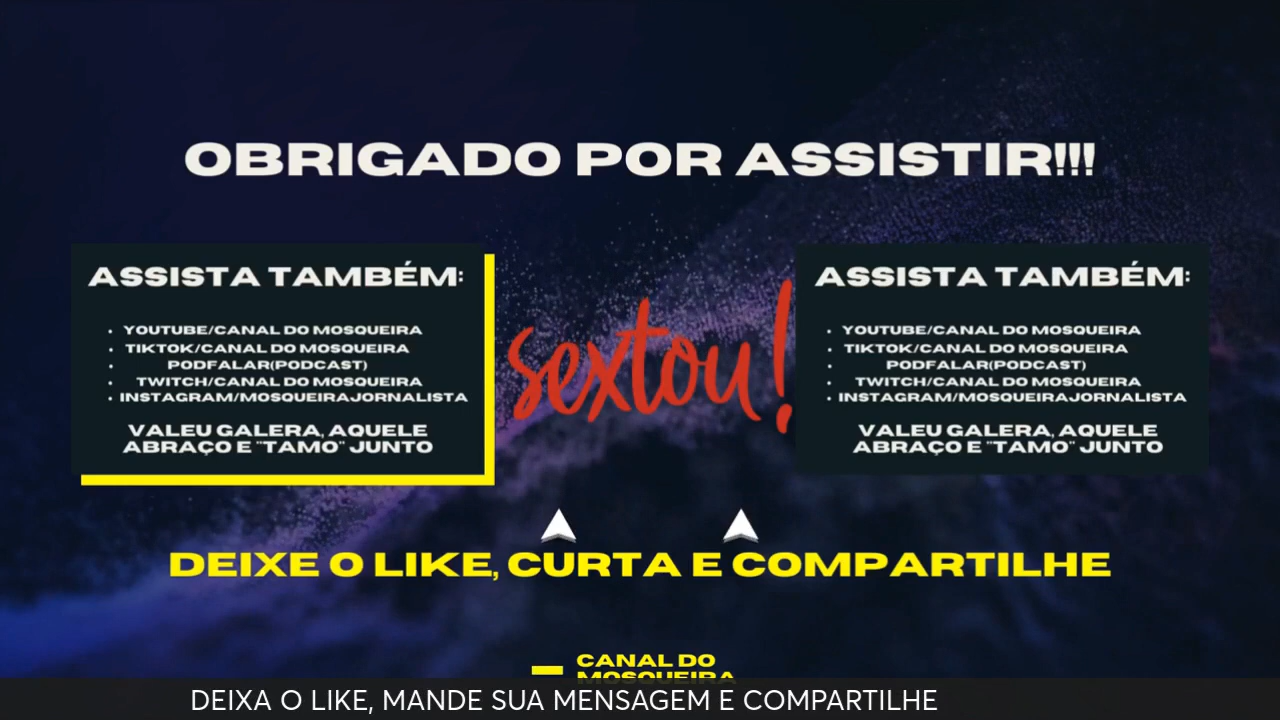 OBRIGADO POR ASSISTIR!!!
ASSISTA TAMBÉM:
• YOUTUBE/CANAL DO MOSQUEIRA
• TIKTOK/CANAL DO MOSQUEIRA
• PODFALAR(PODCAST)
• TWITCH/CANAL DO MOSQUEIRA
• INSTAGRAM/MOSQUEIRAJORNALISTA
VALEU GALERA, AQUELE
ABRAÇO E "TAMO" JUNTO
sextou!
ASSISTA TAMBÉM:
• YOUTUBE/CANAL DO MOSQUEIRA
• TIKTOK/CANAL DO MOSQUEIRA
• PODFALAR(PODCAST)
• TWITCH/CANAL DO MOSQUEIRA
• INSTAGRAM/MOSQUEIRAJORNALISTA
VALEU GALERA, AQUELE
ABRAÇO E "TAMO" JUNTO
DEIXE O LIKE, CURTA E COMPARTILHE
CANAL DO
MOSQUEIRA
DEIXA O LIKE, MANDE SUA MENSAGEM E COMPARTILHE